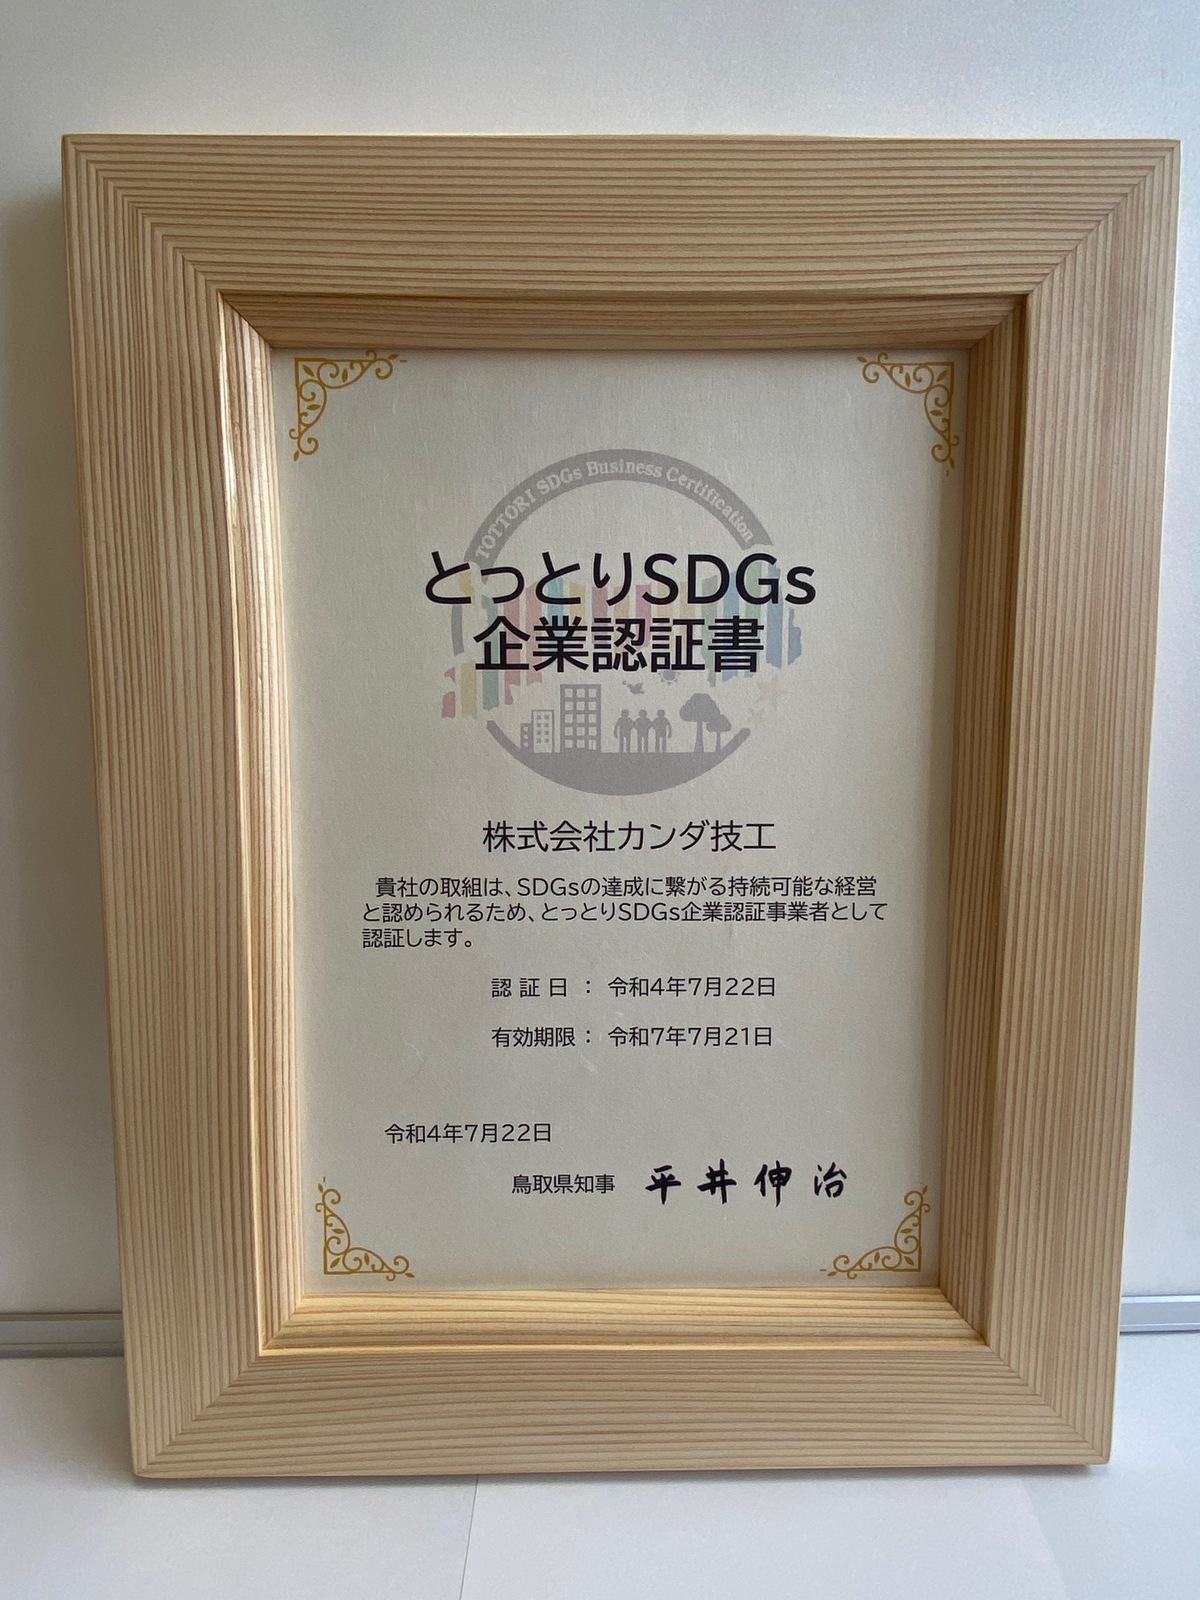 TOTTORI SDGs Business Certification
とっとりSDGs
企業認証書
株式会社カンダ技工
貴社の取組は、SDGsの達成に繋がる持続可能な経営
と認められるため、とっとりSDGs企業認証事業者として
認証します。
認証日：令和4年7月22日
有効期限：令和7年7月21日
令和4年7月22日
鳥取県知事 平井伸治